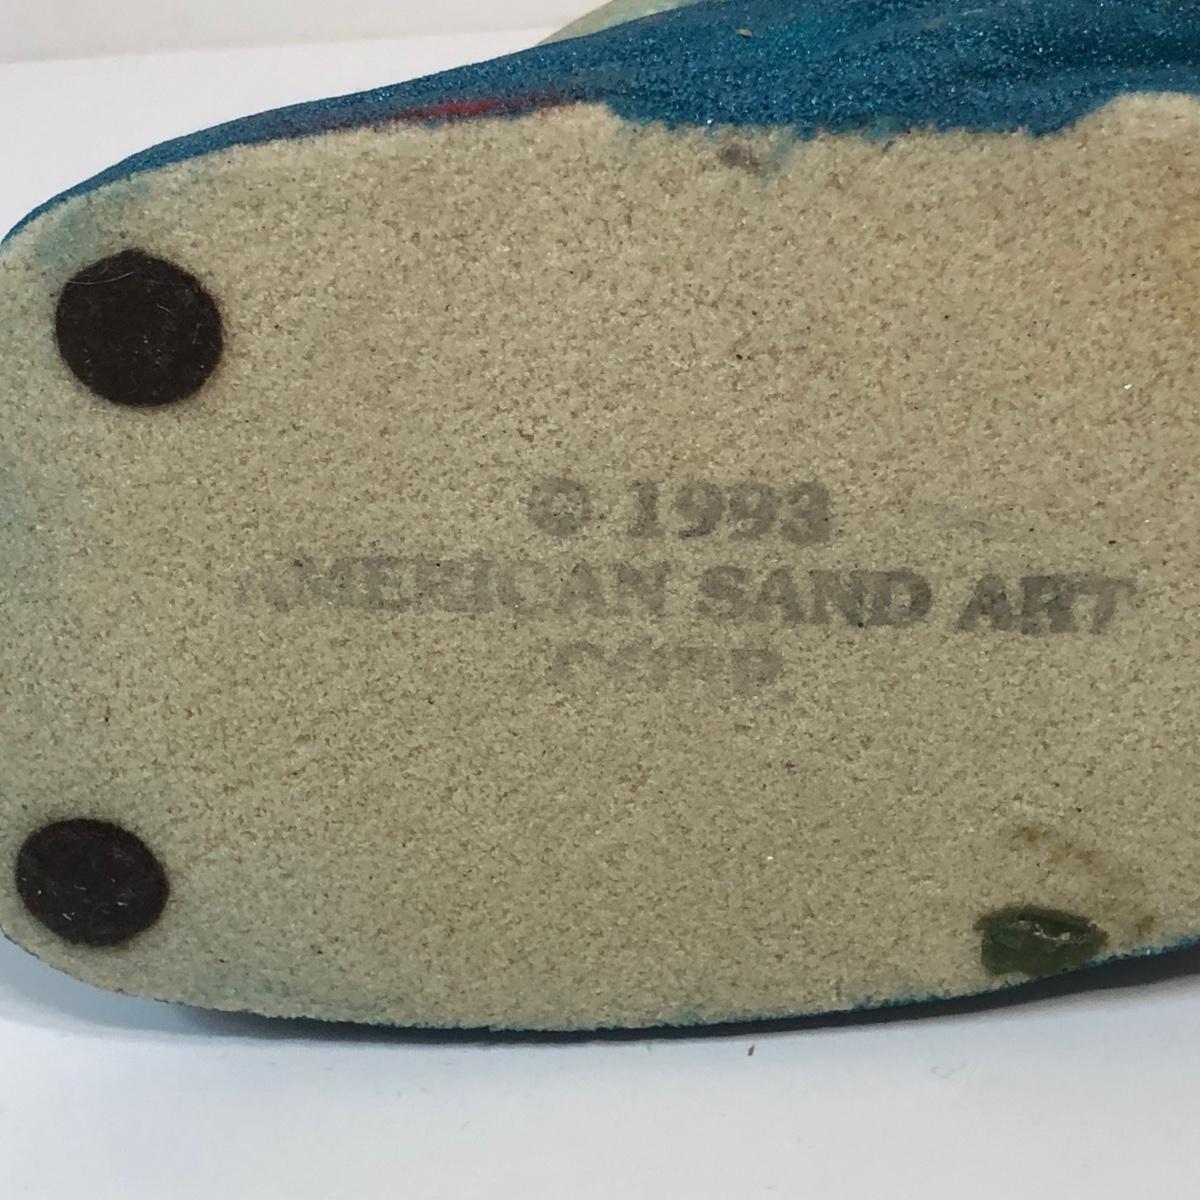 © 1993
AMERICAN SAND ART
CORP.